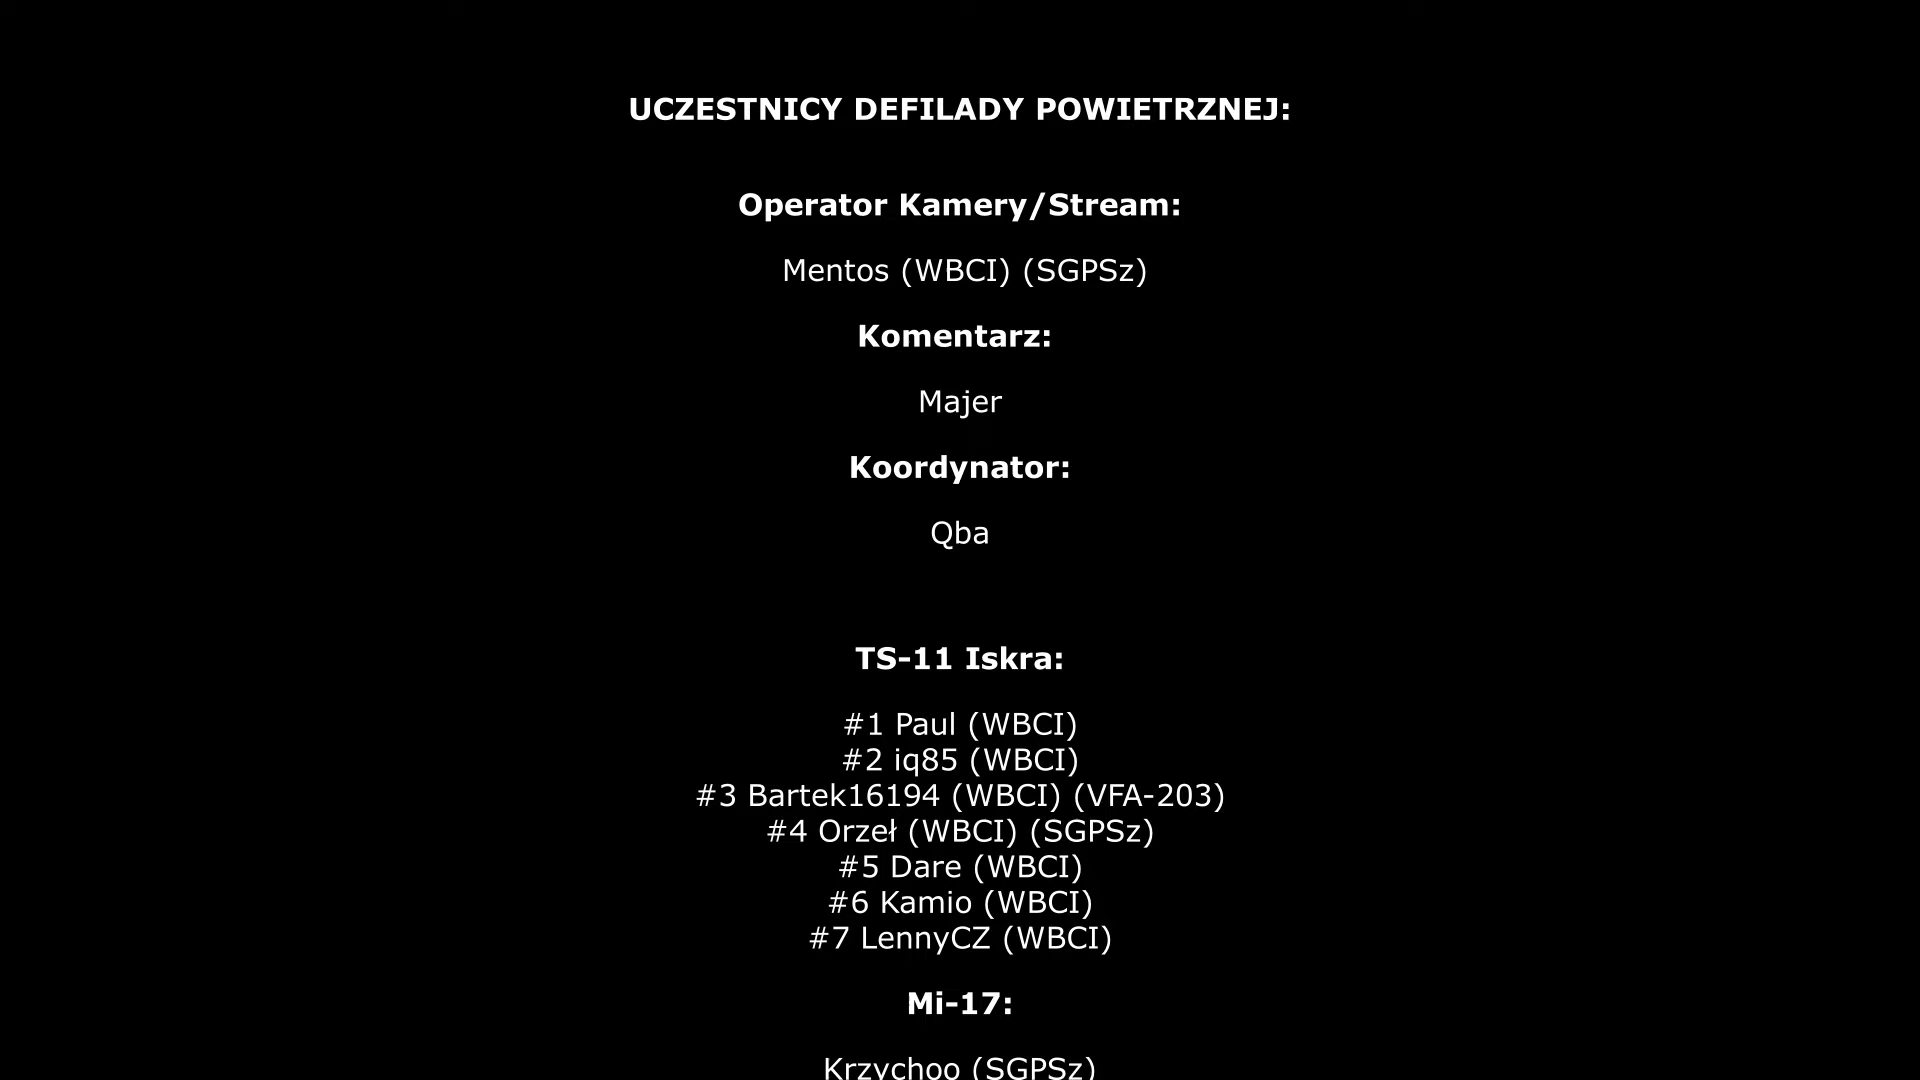 UCZESTNICY DEFILADY POWIETRZNEJ:
Operator Kamery/Stream:
Mentos (WBCI) (SGPSz)
Komentarz:
Majer
Koordynator:
Qba
TS-11 Iskra:
#1 Paul (WBCI)
#2 iq85 (WBCI)
#3 Bartek16194 (WBCI) (VFA-203)
#4 Orzeł (WBCI) (SGPSz)
#5 Dare (WBCI)
#6 Kamio (WBCI)
#7 LennyCZ (WBCI)
Mi-17:
Krzychoo (SGPSz)